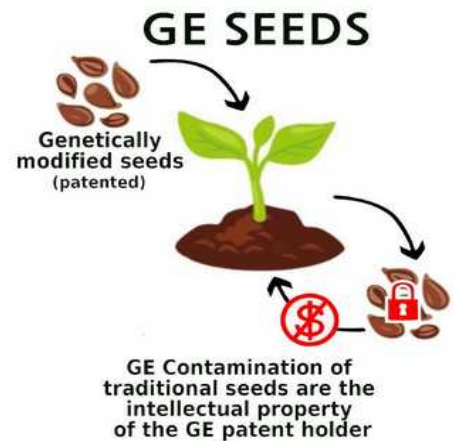 GE SEEDS
Genetically
modified seeds
(patented)
$
GE Contamination of
traditional seeds are the
intellectual property
of the GE patent holder